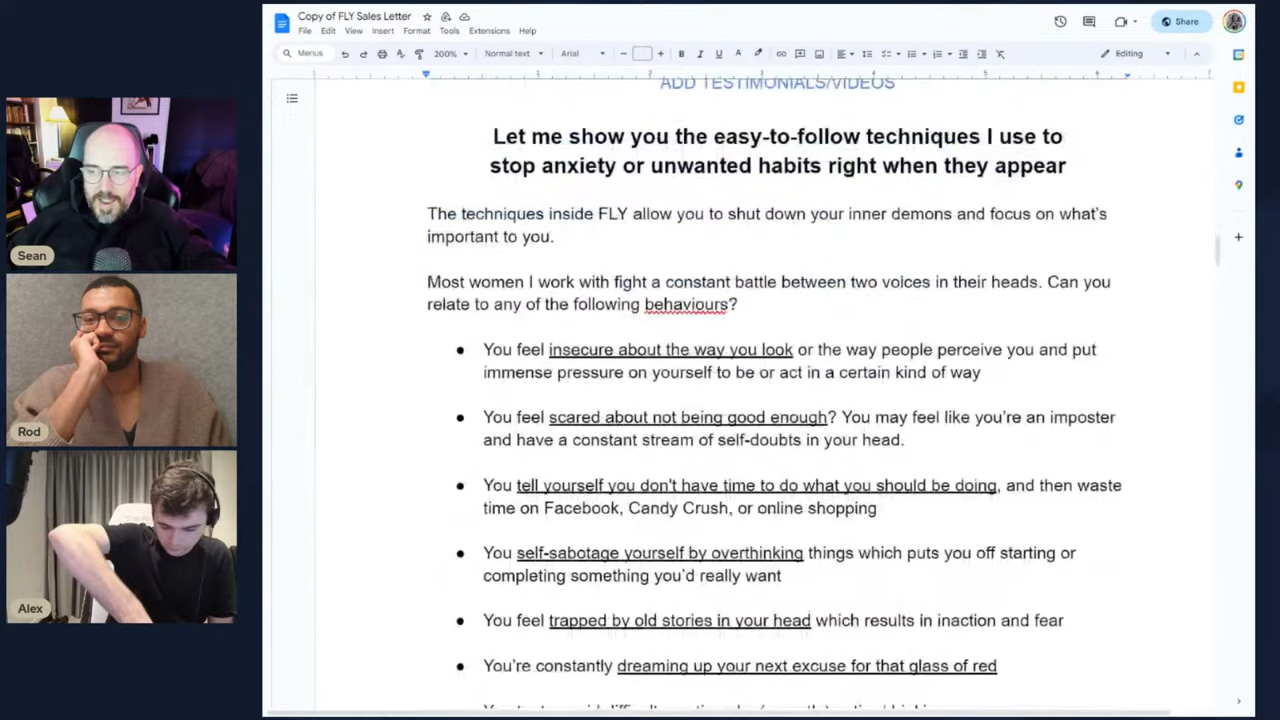 Copy of FLY Sales Letter
File Edit View Insert Format Tools Extensions Help
Share
Menus
200%
Normal text
Arial
Editing
ADD TESTIMONIALS/VIDEOS
Let me show you the easy-to-follow techniques I use to
stop anxiety or unwanted habits right when they appear
The techniques inside FLY allow you to shut down your inner demons and focus on what's
important to you.
Most women I work with fight a constant battle between two voices in their heads. Can you
relate to any of the following behaviours?
● You feel insecure about the way you look or the way people perceive you and put
immense pressure on yourself to be or act in a certain kind of way
● You feel scared about not being good enough? You may feel like you're an imposter
and have a constant stream of self-doubts in your head.
● You tell yourself you don't have time to do what you should be doing, and then waste
time on Facebook, Candy Crush, or online shopping
● You self-sabotage yourself by overthinking things which puts you off starting or
completing something you'd really want
● You feel trapped by old stories in your head which results in inaction and fear
● You're constantly dreaming up your next excuse for that glass of red
Sean
Rod
Alex